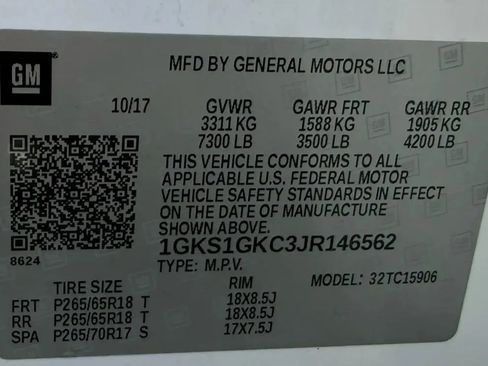 GM
MFD BY GENERAL MOTORS LLC
10/17 GVWR GAWR FRT GAWR RR
3311 KG 1588 KG 1905 KG
7300 LB 3500 LB 4200 LB
THIS VEHICLE CONFORMS TO ALL
APPLICABLE U.S. FEDERAL MOTOR
VEHICLE SAFETY STANDARDS IN EFFECT
ON THE DATE OF MANUFACTURE
SHOWN ABOVE.
8624
1GKS1GKC3JR146562
TYPE: M.P.V. MODEL: 32TC15906
TIRE SIZE RIM
FRT P265/65R18 T 18X8.5J
RR P265/65R18 T 18X8.5J
SPA P265/70R17 S 17X7.5J